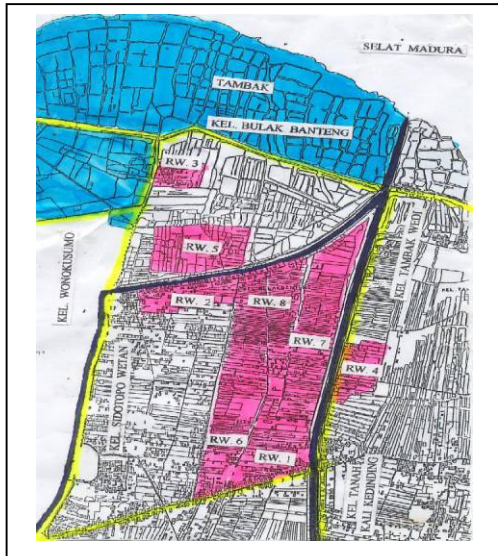 SELAT MADURA
TAMBAK
KEL. BULAK BANTENG
RW. 3
RW. 5
KEL. WONOKUSUMO
KEL. TAMBAK WEDI
RW. 2
RW. 8
RW. 7
RW. 4
KEL. SIDOTOPO WETAN
RW. 6
RW. 1
KEL. TANAH
KALI KEDINDING